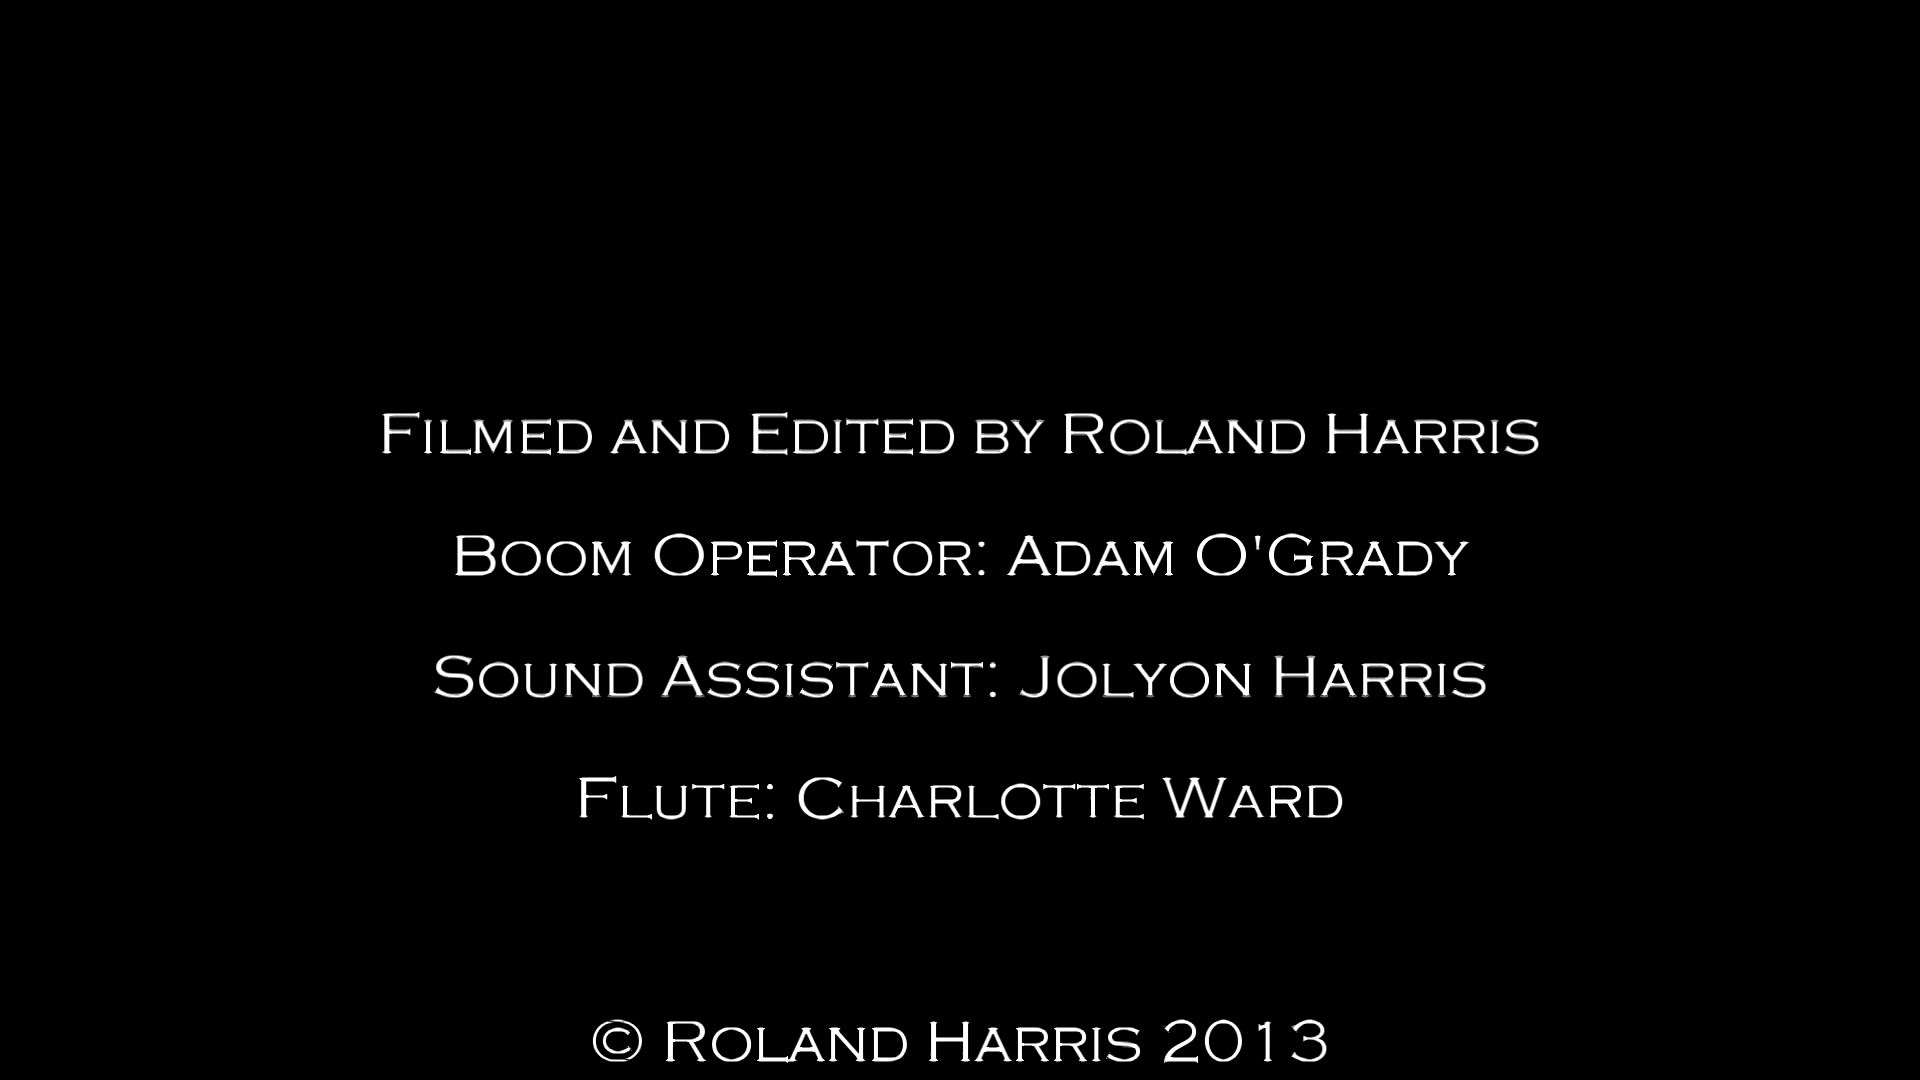 Filmed and Edited by Roland Harris
Boom Operator: Adam O'Grady
Sound Assistant: Jolyon Harris
Flute: Charlotte Ward
© Roland Harris 2013